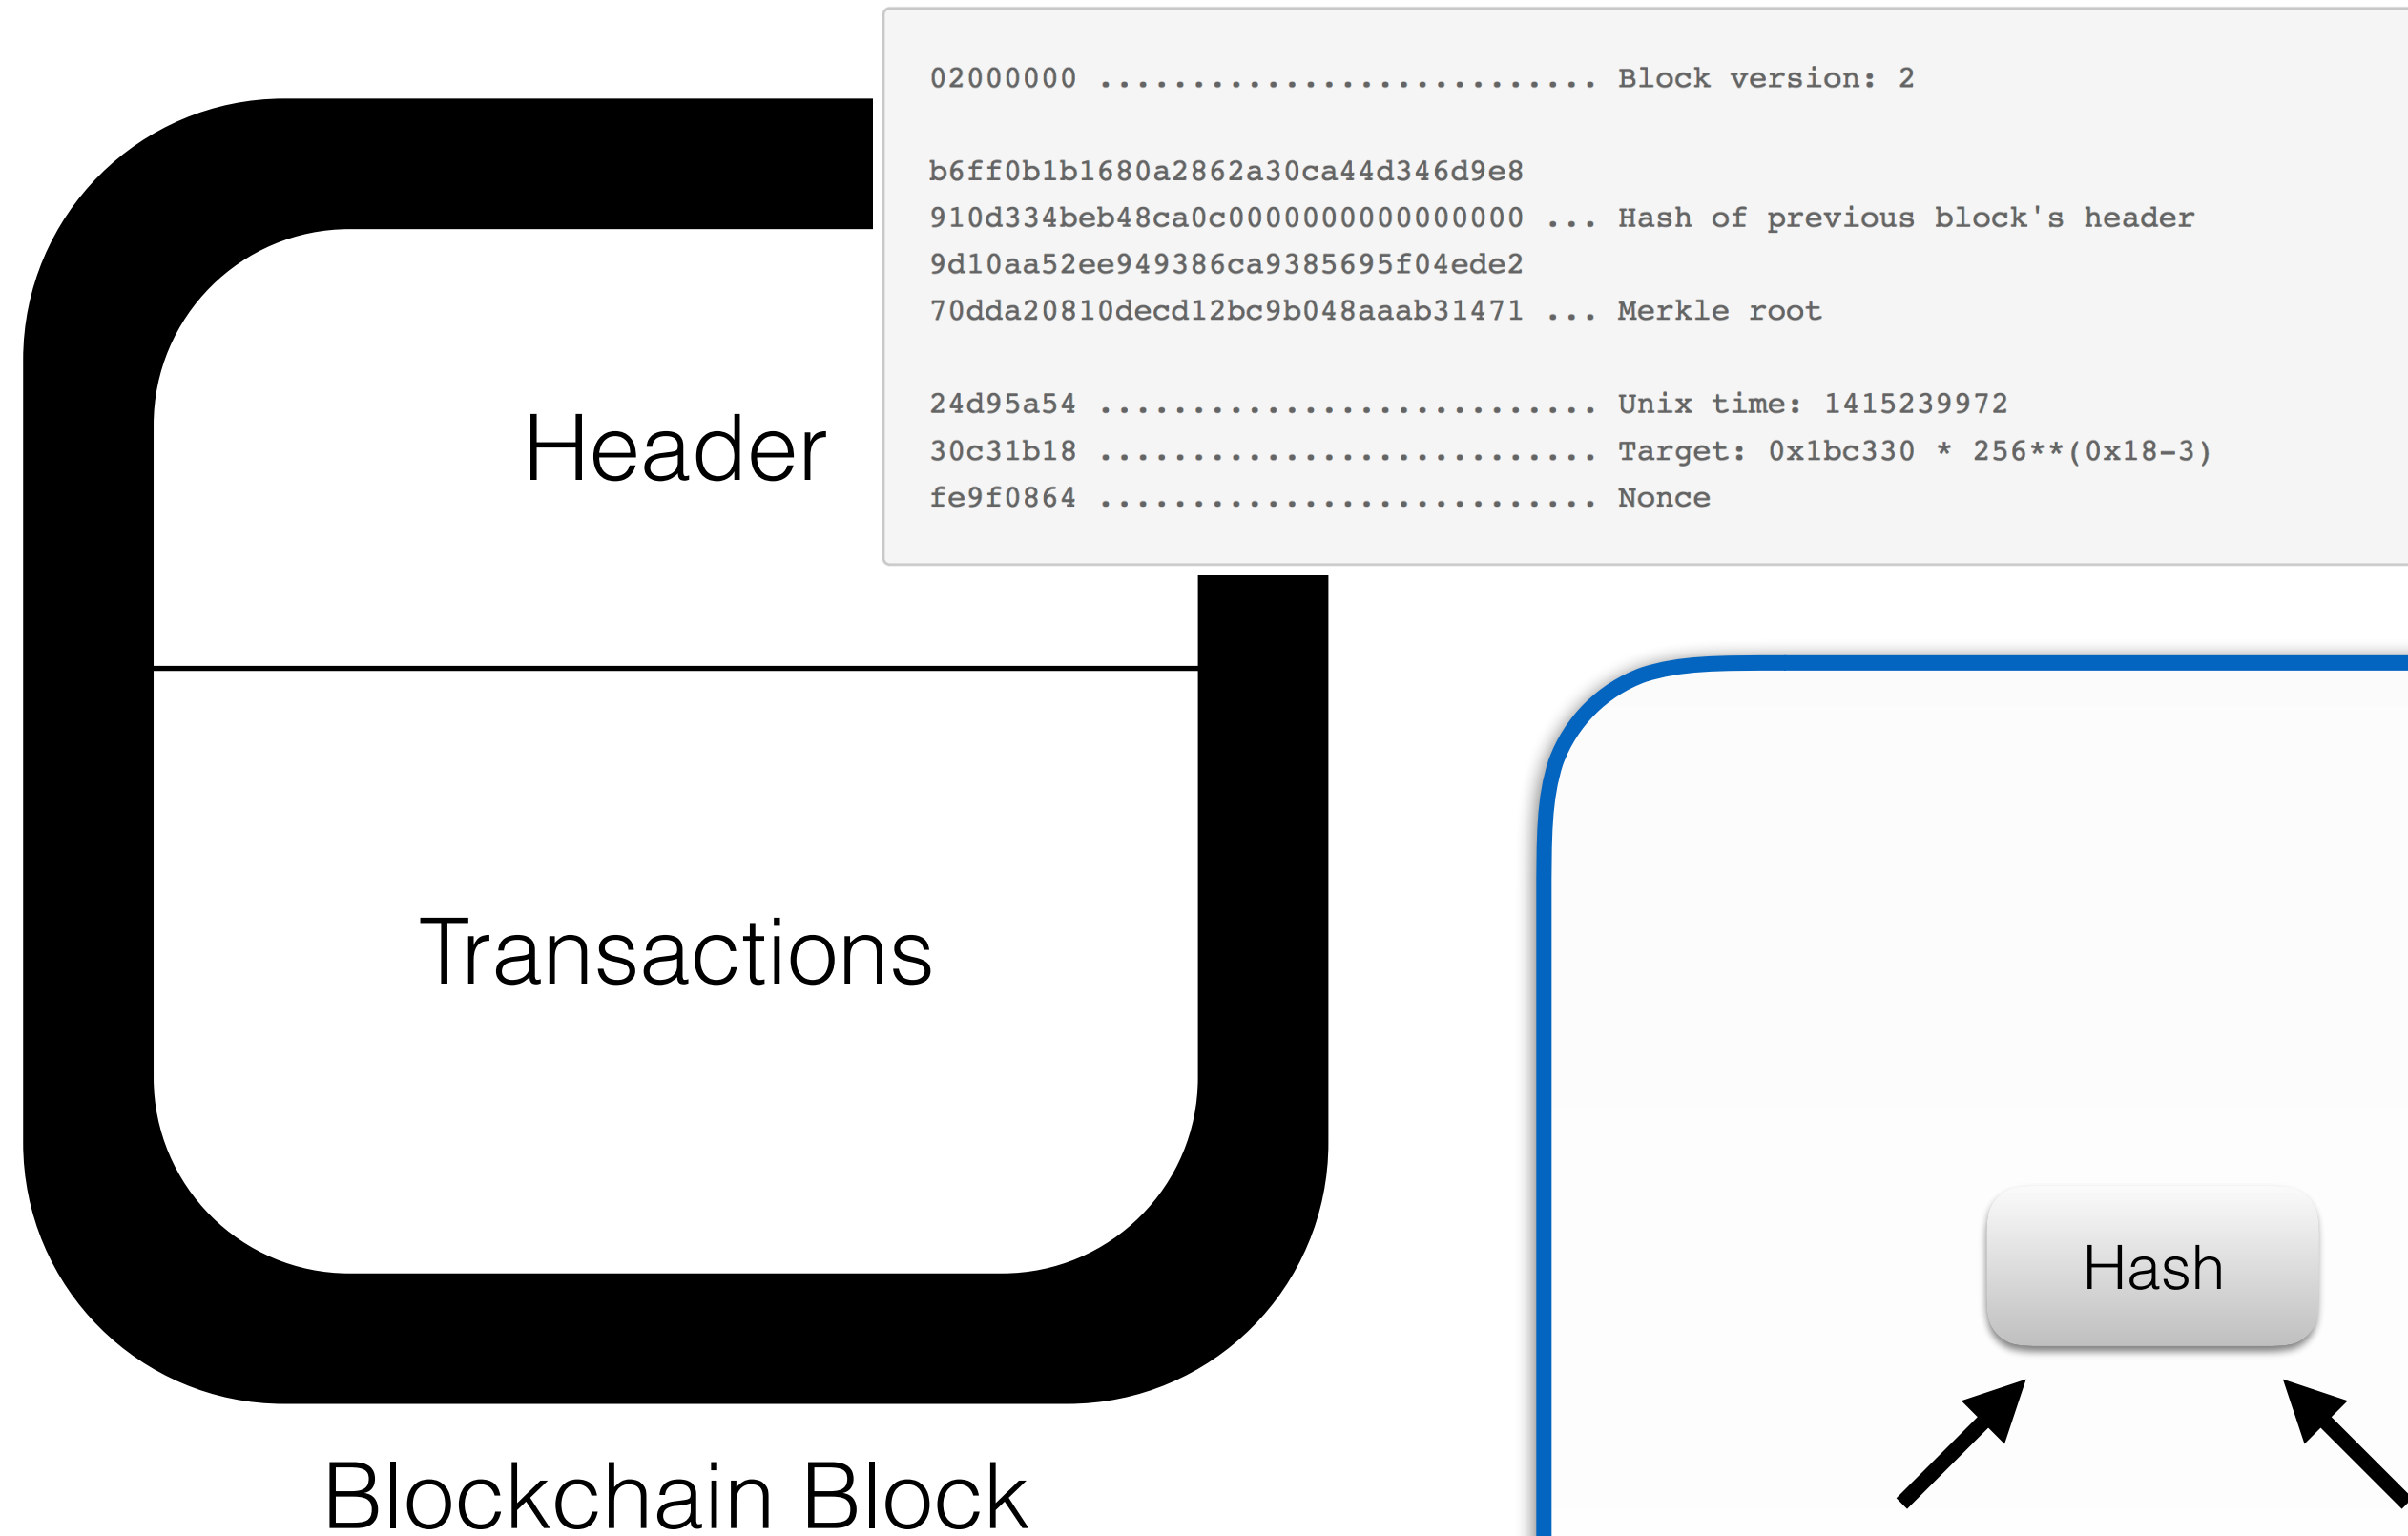 02000000 ........................... Block version: 2
b6ff0b1b1680a2862a30ca44d346d9e8
910d334beb48ca0c0000000000000000 ... Hash of previous block's header
9d10aa52ee949386ca9385695f04ede2
70dda20810decd12bc9b048aaab31471 ... Merkle root
24d95a54 ........................... Unix time: 1415239972
30c31b18 ........................... Target: 0x1bc330 * 256**(0x18-3)
fe9f0864 ........................... Nonce
Header
Transactions
Blockchain Block
Hash